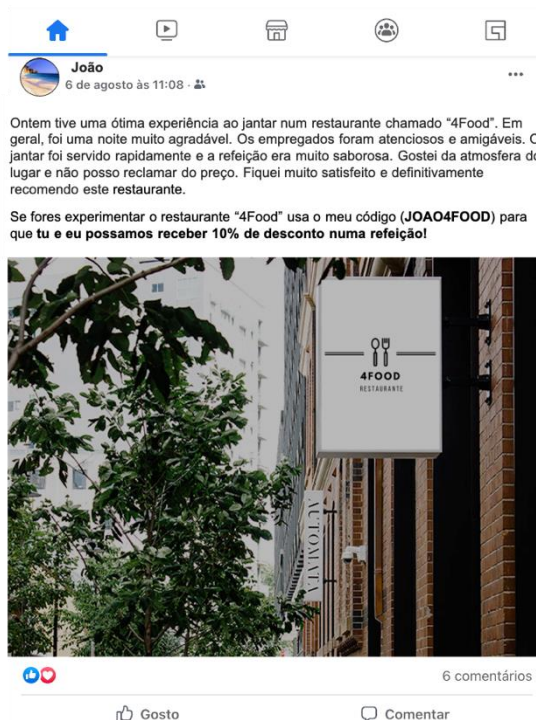 João
6 de agosto às 11:08 ·
Ontem tive uma ótima experiência ao jantar num restaurante chamado “4Food”. Em
geral, foi uma noite muito agradável. Os empregados foram atenciosos e amigáveis. O
jantar foi servido rapidamente e a refeição era muito saborosa. Gostei da atmosfera do
lugar e não posso reclamar do preço. Fiquei muito satisfeito e definitivamente
recomendo este restaurante.
Se fores experimentar o restaurante “4Food” usa o meu código (JOAO4FOOD) para
que tu e eu possamos receber 10% de desconto numa refeição!
4FOOD
RESTAURANTE
AUTOMATA
6 comentários
Gosto
Comentar